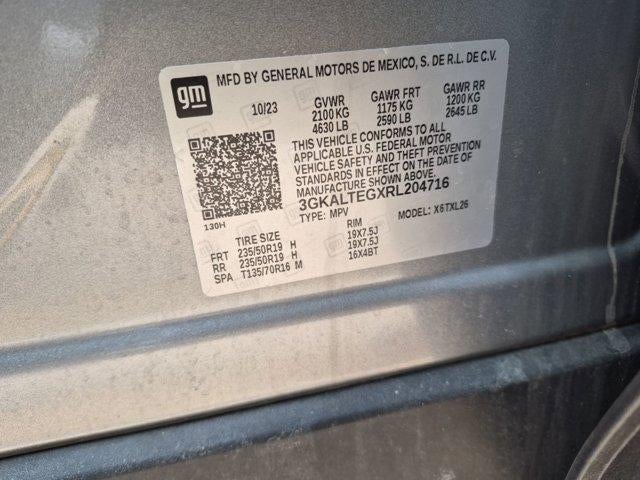 gm
MFD BY GENERAL MOTORS DE MEXICO, S. DE R.L. DE C.V.
10/23 GVWR GAWR FRT GAWR RR
2100 KG 1175 KG 1200 KG
4630 LB 2590 LB 2645 LB
THIS VEHICLE CONFORMS TO ALL
APPLICABLE U.S. FEDERAL MOTOR
VEHICLE SAFETY AND THEFT PREVENTION
STANDARDS IN EFFECT ON THE DATE OF
MANUFACTURE SHOWN ABOVE.
3GKALTEGXRL204716
130H TYPE: MPV MODEL: X6TXL26
TIRE SIZE RIM
FRT 235/50R19 H 19X7.5J
RR 235/50R19 H 19X7.5J
SPA T135/70R16 M 16X4BT